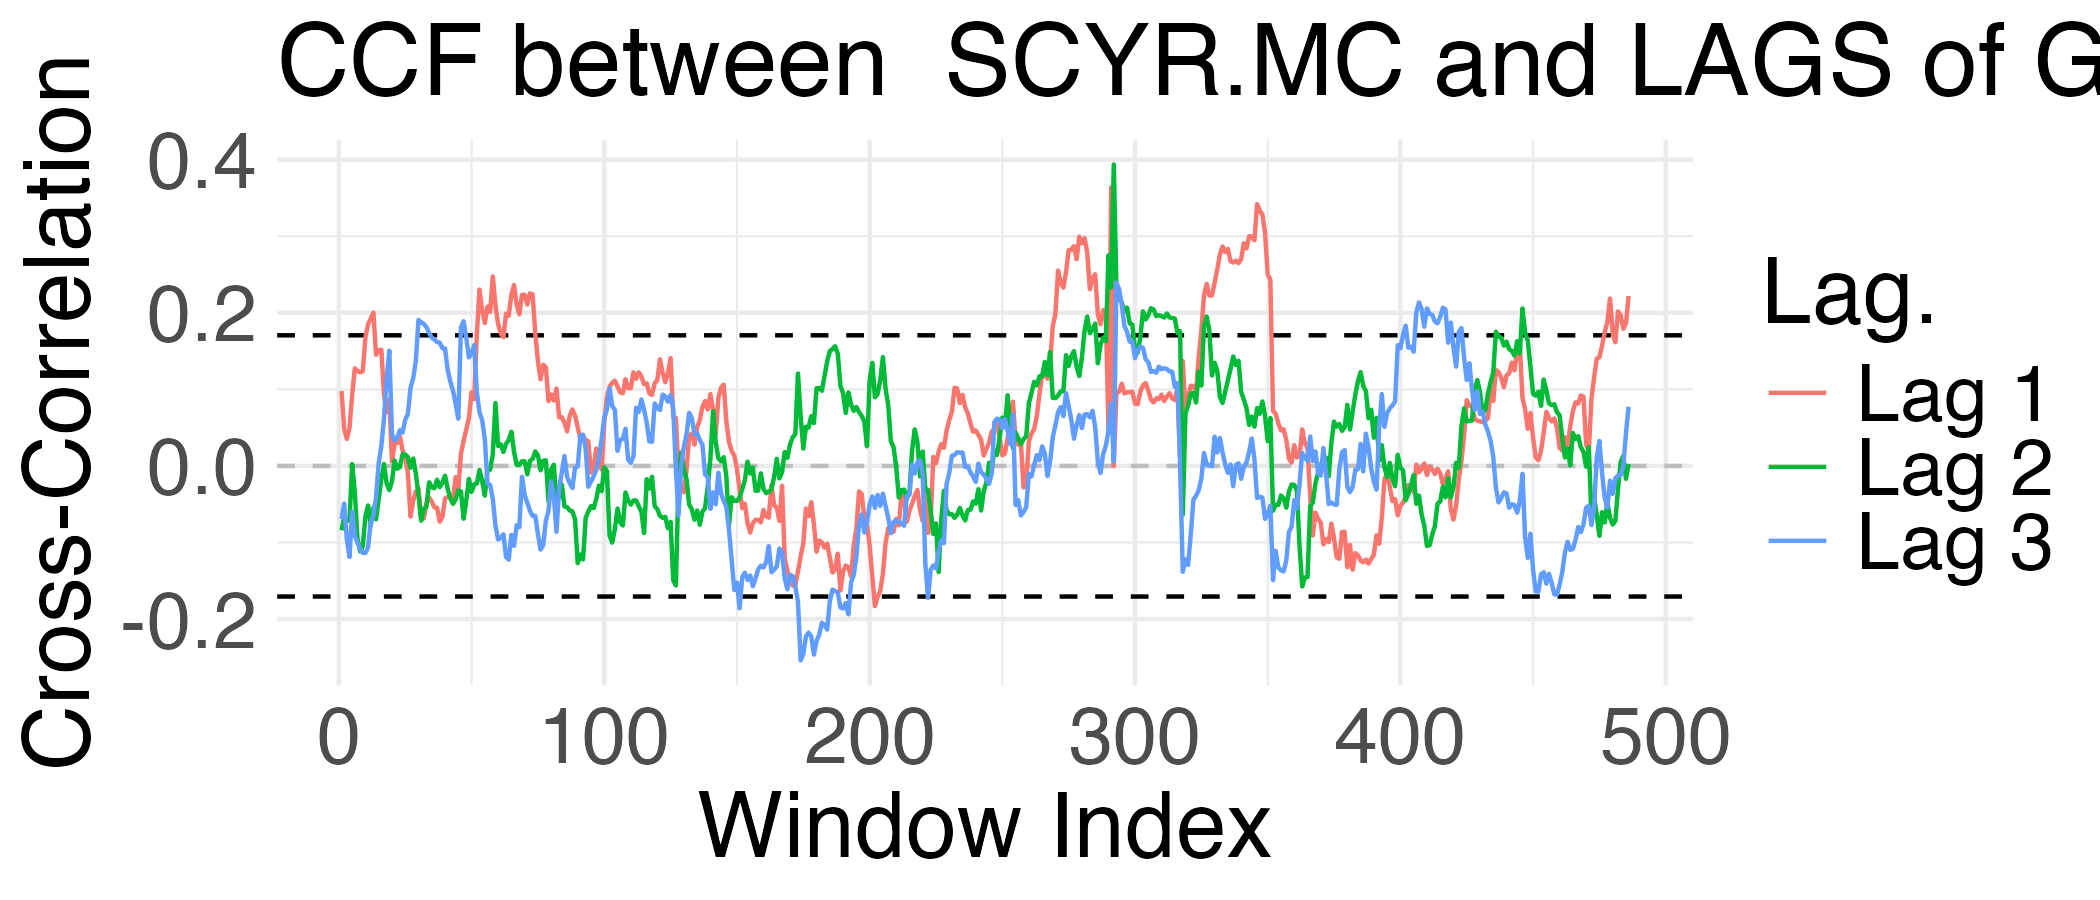 CCF between  SCYR.MC and LAGS of G
Cross-Correlation
0.4
0.2
0.0
-0.2
0
100
200
300
400
500
Window Index
Lag.
Lag 1
Lag 2
Lag 3